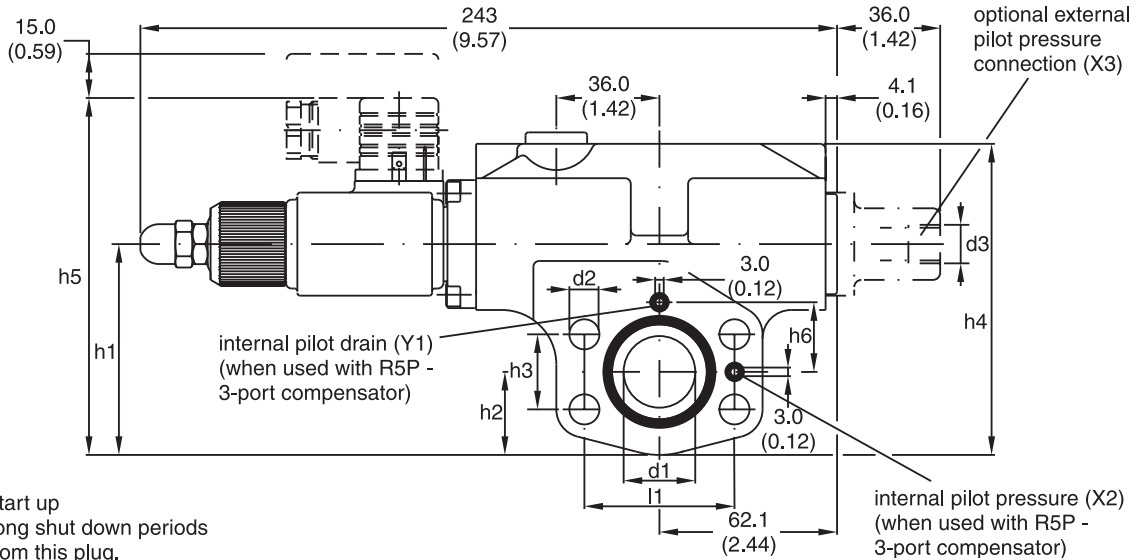 15.0
(0.59)
243
(9.57)
36.0
(1.42)
optional external
pilot pressure
connection (X3)
36.0
(1.42)
4.1
(0.16)
h5
h1
d2
3.0
(0.12)
d3
h4
h6
internal pilot drain (Y1)
(when used with R5P -
3-port compensator)
h3
h2
3.0
(0.12)
d1
l1
62.1
(2.44)
internal pilot pressure (X2)
(when used with R5P -
3-port compensator)
tart up
ong shut down periods
om this plug.